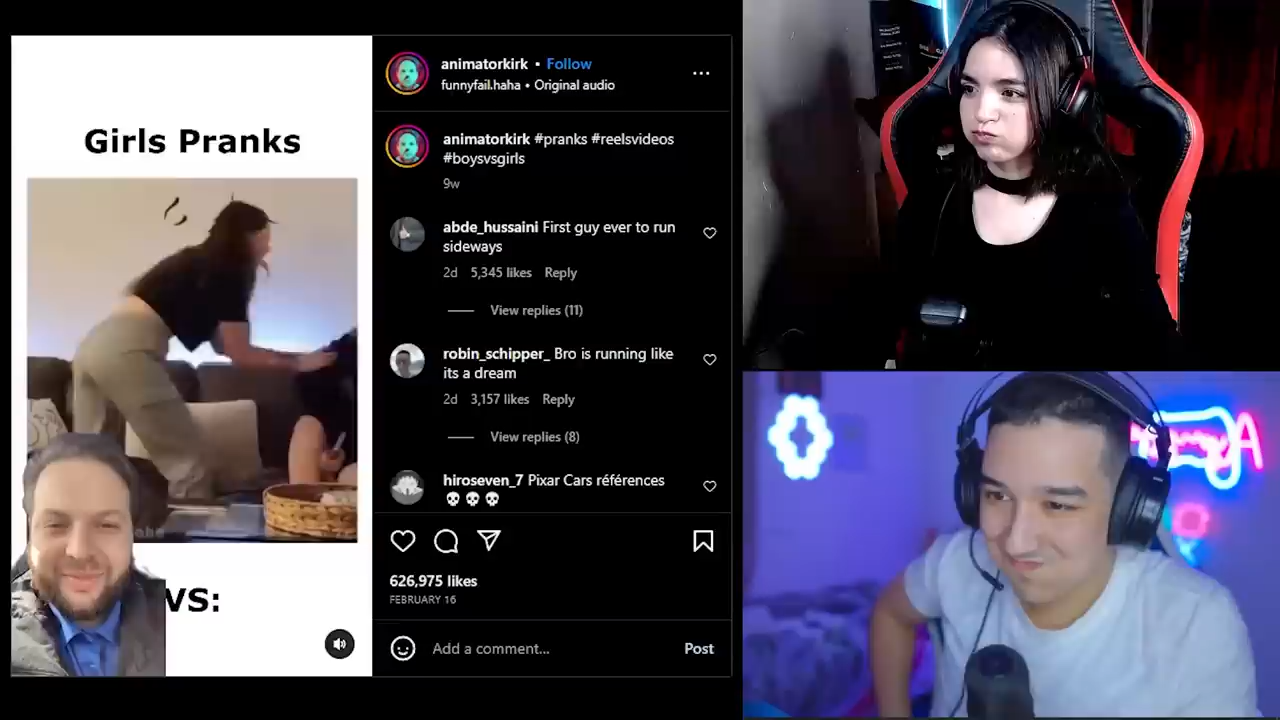 Girls Pranks
VS:
animatorkirk • Follow
funnyfail.haha • Original audio
animatorkirk #pranks #reelsvideos
#boysvsgirls
9w
abde_hussaini First guy ever to run
sideways
2d 5,345 likes Reply
View replies (11)
robin_schipper_ Bro is running like
its a dream
2d 3,157 likes Reply
View replies (8)
hiroseven_7 Pixar Cars références
💀💀💀
626,975 likes
FEBRUARY 16
Add a comment... Post